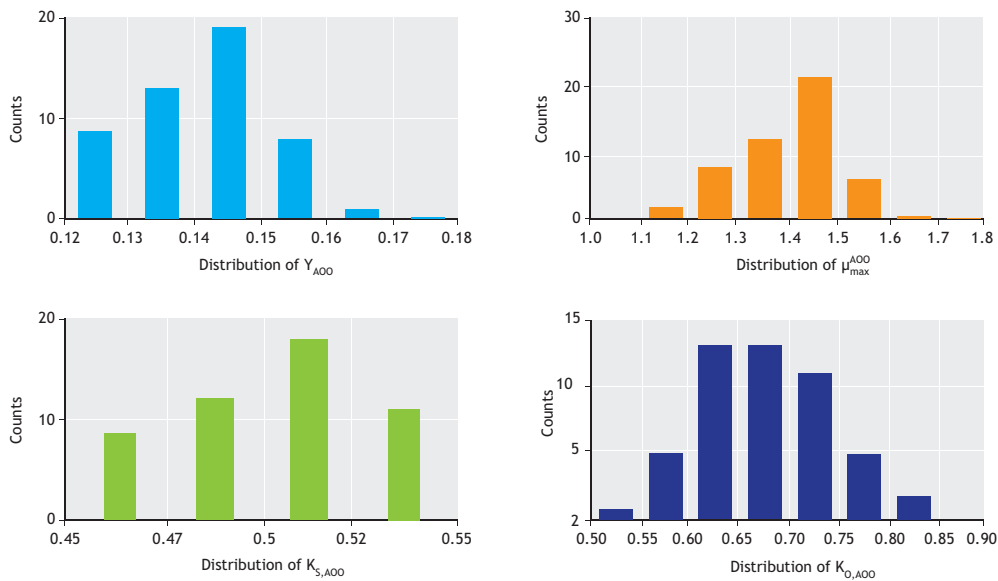 20
10
0
Counts
0.12 0.13 0.14 0.15 0.16 0.17 0.18
Distribution of Y_AOO
30
20
10
0
Counts
1.0 1.1 1.2 1.3 1.4 1.5 1.6 1.7 1.8
Distribution of µ_max^AOO
20
10
0
Counts
0.45 0.47 0.5 0.52 0.55
Distribution of K_S,AOO
15
10
5
2
Counts
0.50 0.55 0.60 0.65 0.70 0.75 0.80 0.85 0.90
Distribution of K_O,AOO